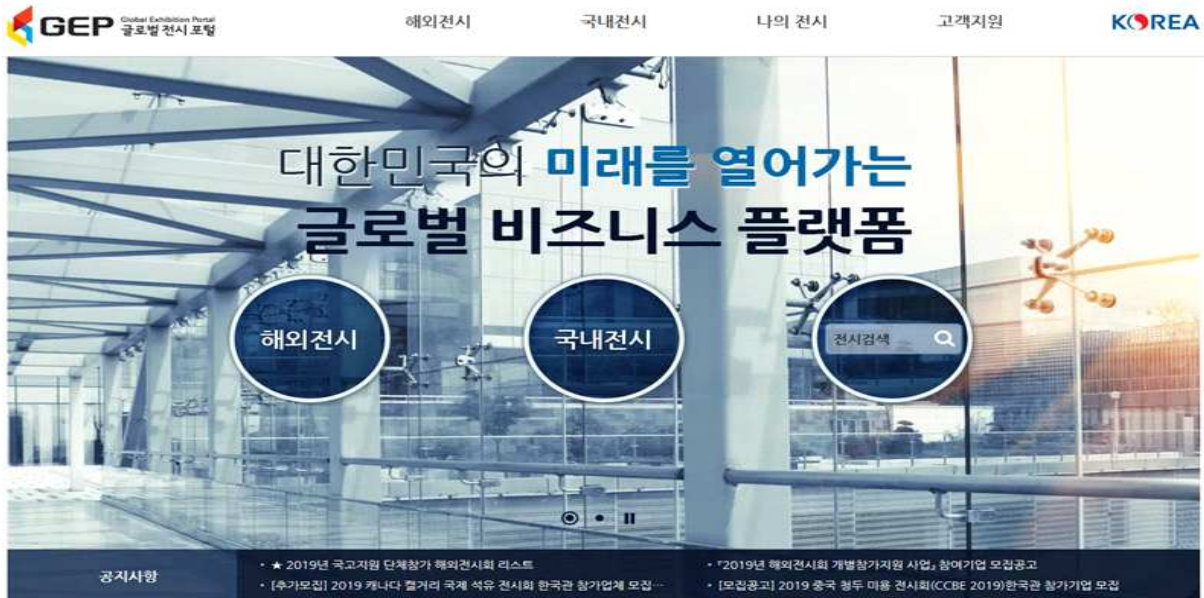 GEP Global Exhibition Portal
글로벌 전시 포털
해외전시
국내전시
나의 전시
고객지원
KOREA
대한민국의 미래를 열어가는
글로벌 비즈니스 플랫폼
해외전시
국내전시
전시검색
공지사항
• ★ 2019년 국고지원 단체참가 해외전시회 리스트
• [추가모집] 2019 캐나다 캘거리 국제 석유 전시회 한국관 참가업체 모집…
• 『2019년 해외전시회 개별참가지원 사업』 참여기업 모집공고
• [모집공고] 2019 중국 청두 미용 전시회(CCBE 2019)한국관 참가기업 모집